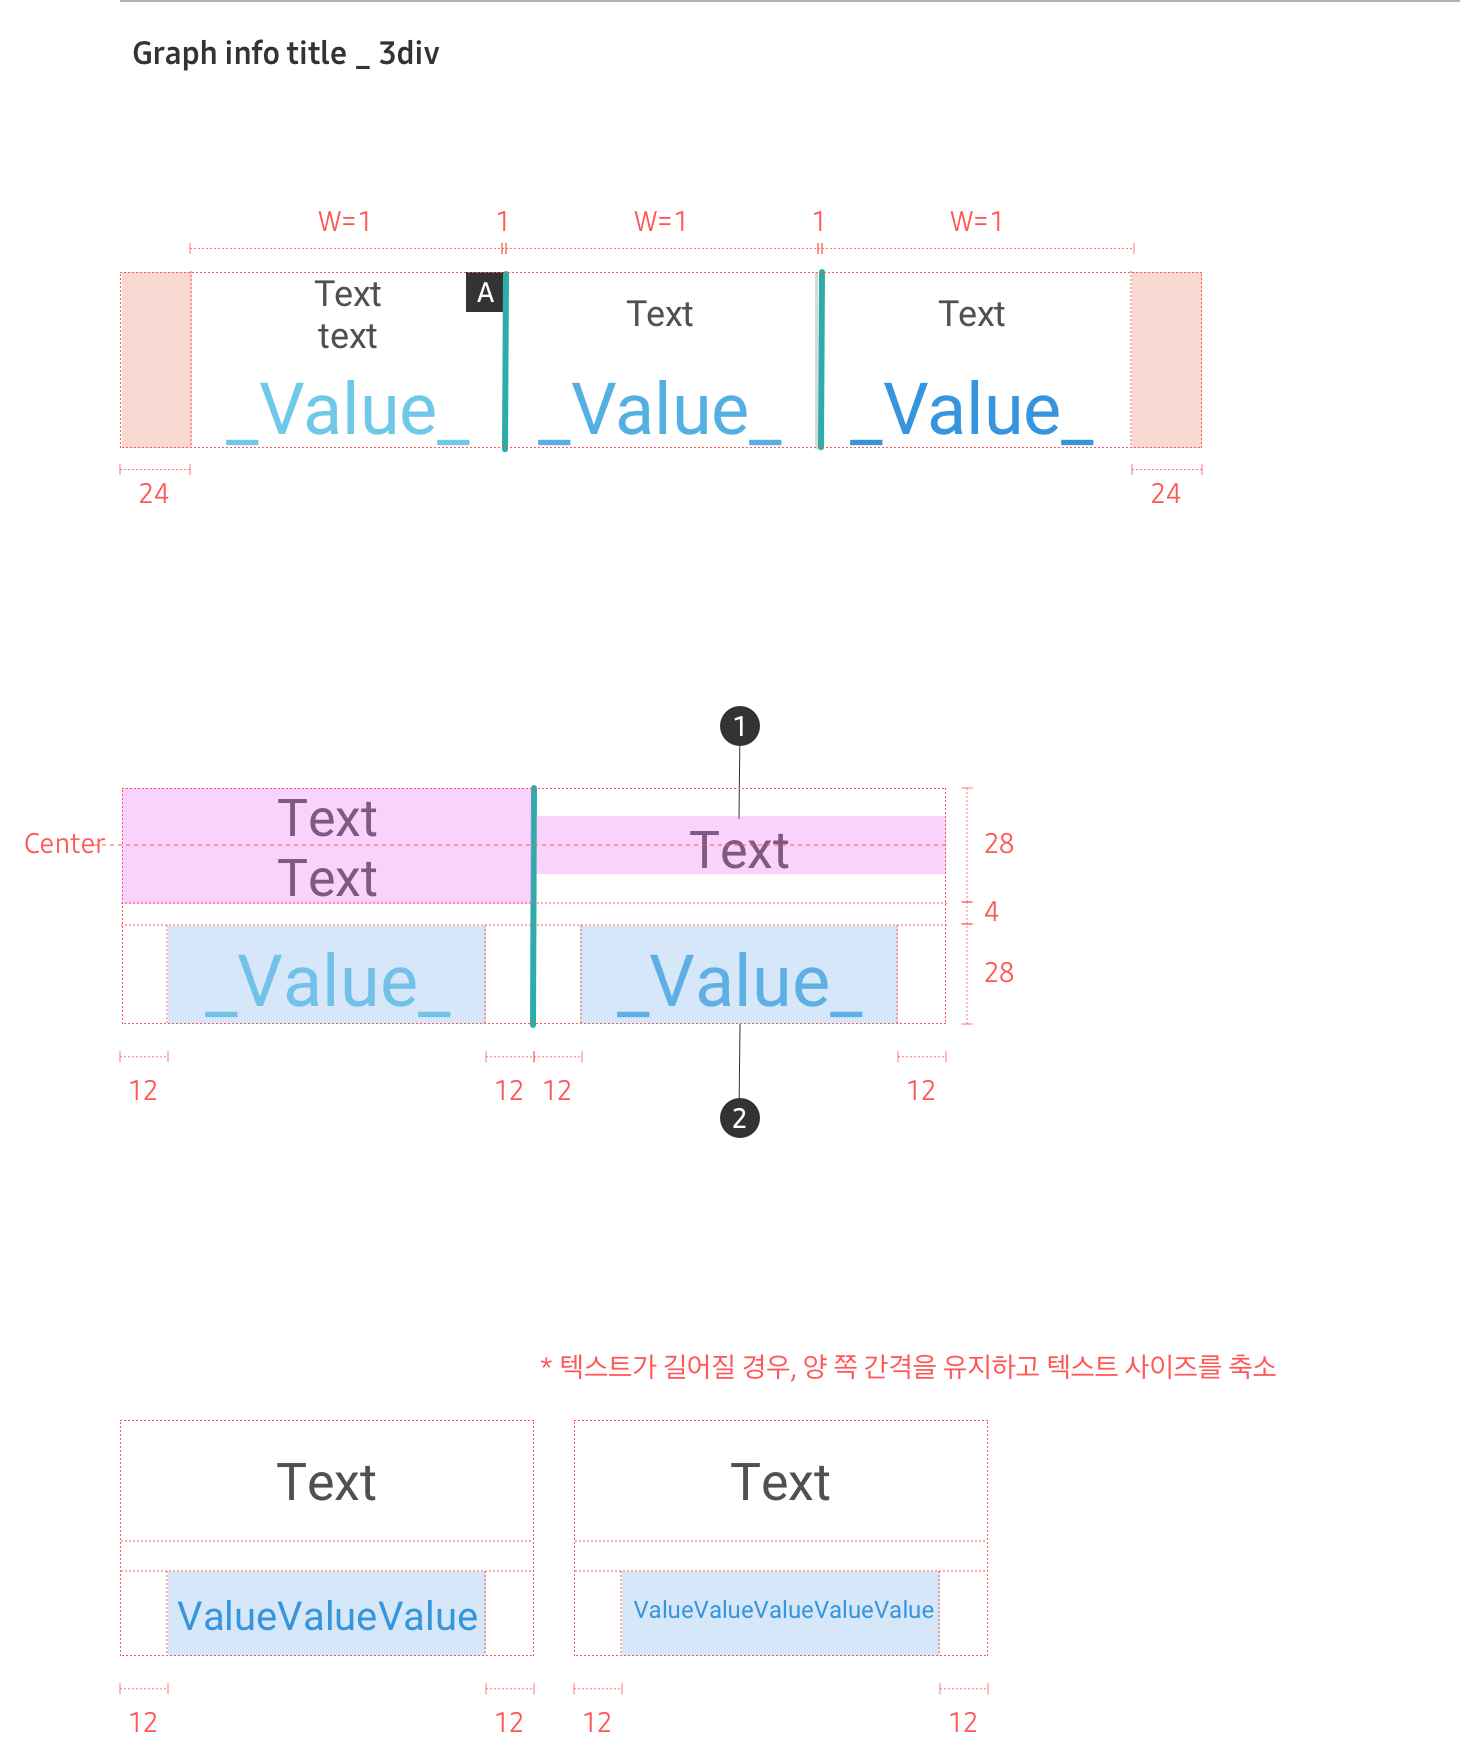 Graph info title _ 3div
W=1 1 W=1 1 W=1
Text
text
A
Text
Text
_Value_ _Value_ _Value_
24 24
1
Text
Text
Text
Center
28
4
28
_Value_ _Value_
12 12 12 12
2
* 텍스트가 길어질 경우, 양 쪽 간격을 유지하고 텍스트 사이즈를 축소
Text Text
ValueValueValue ValueValueValueValueValue
12 12 12 12